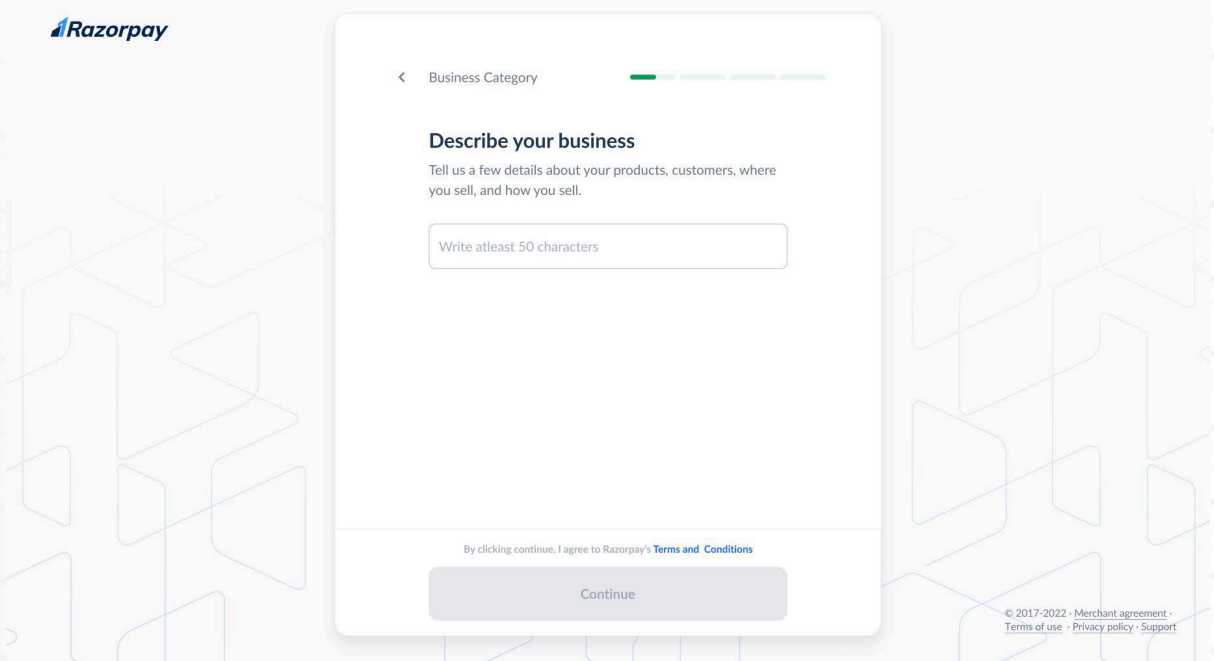 Razorpay
Business Category
Describe your business
Tell us a few details about your products, customers, where
you sell, and how you sell.
Write atleast 50 characters
By clicking continue, I agree to Razorpay's Terms and Conditions
Continue
© 2017-2022 · Merchant agreement ·
Terms of use · Privacy policy · Support